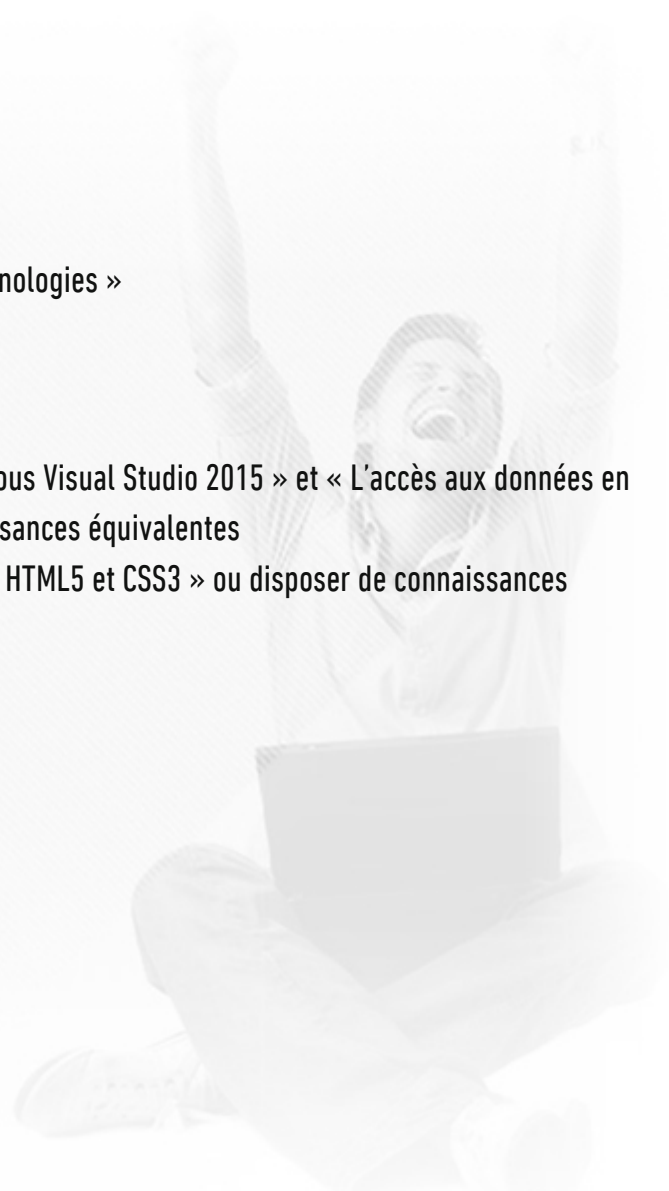 nologies »
ous Visual Studio 2015 » et « L’accès aux données en
sances équivalentes
HTML5 et CSS3 » ou disposer de connaissances